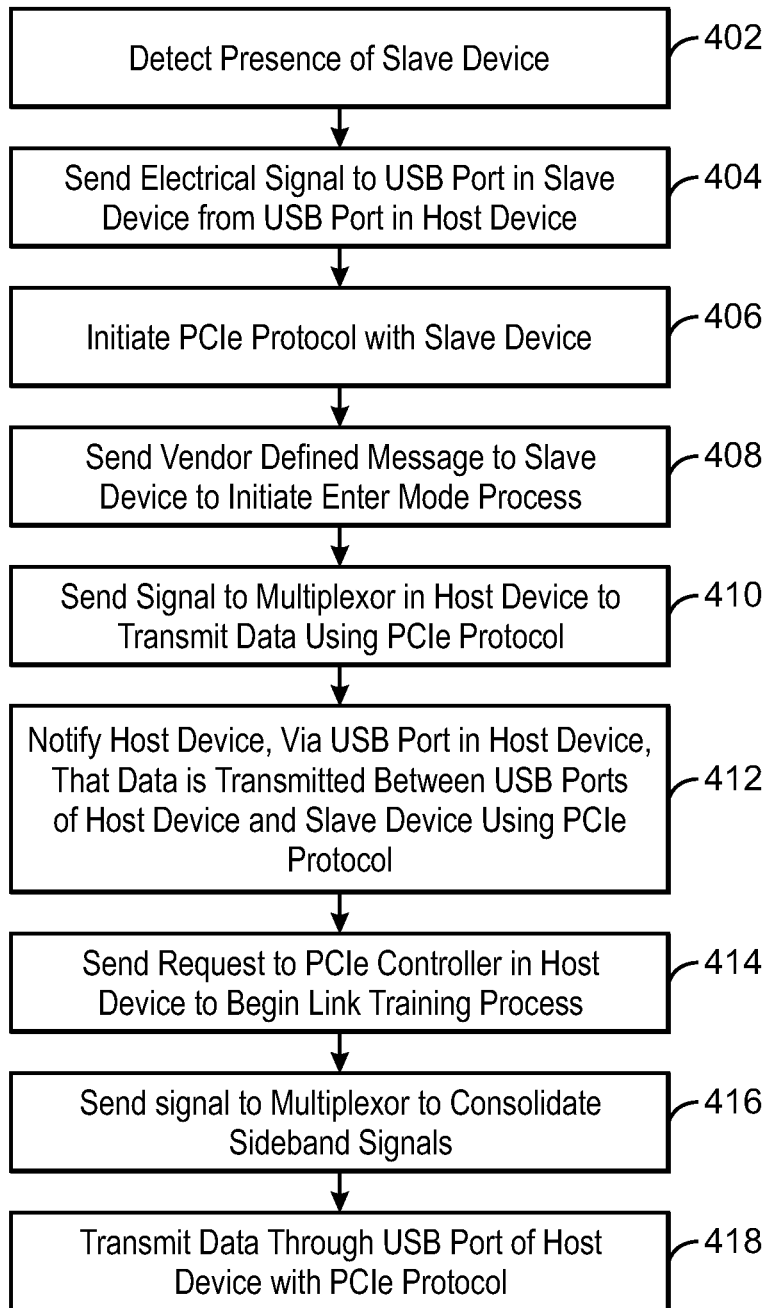 Detect Presence of Slave Device
402
Send Electrical Signal to USB Port in Slave
Device from USB Port in Host Device
404
Initiate PCIe Protocol with Slave Device
406
Send Vendor Defined Message to Slave
Device to Initiate Enter Mode Process
408
Send Signal to Multiplexor in Host Device to
Transmit Data Using PCIe Protocol
410
Notify Host Device, Via USB Port in Host Device,
That Data is Transmitted Between USB Ports
of Host Device and Slave Device Using PCIe
Protocol
412
Send Request to PCIe Controller in Host
Device to Begin Link Training Process
414
Send signal to Multiplexor to Consolidate
Sideband Signals
416
Transmit Data Through USB Port of Host
Device with PCIe Protocol
418